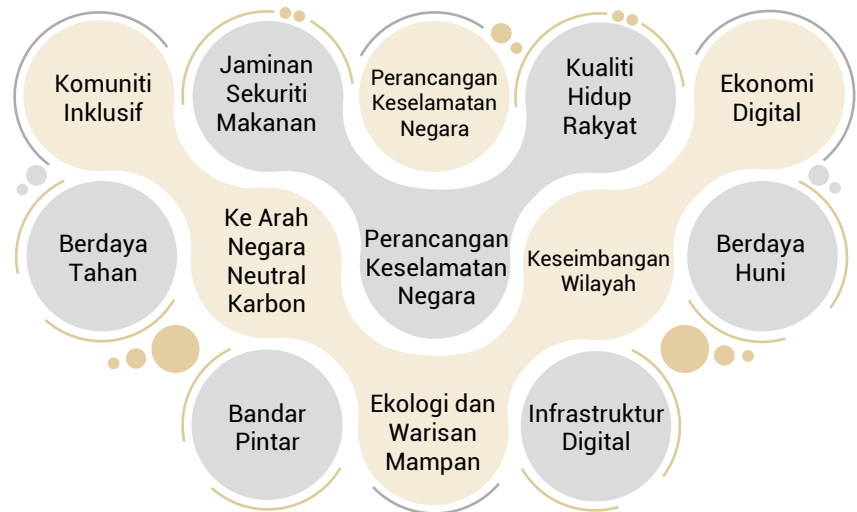 Komuniti
Inklusif
Jaminan
Sekuriti
Makanan
Perancangan
Keselamatan
Negara
Kualiti
Hidup
Rakyat
Ekonomi
Digital
Berdaya
Tahan
Ke Arah
Negara
Neutral
Karbon
Perancangan
Keselamatan
Negara
Keseimbangan
Wilayah
Berdaya
Huni
Bandar
Pintar
Ekologi dan
Warisan
Mampan
Infrastruktur
Digital